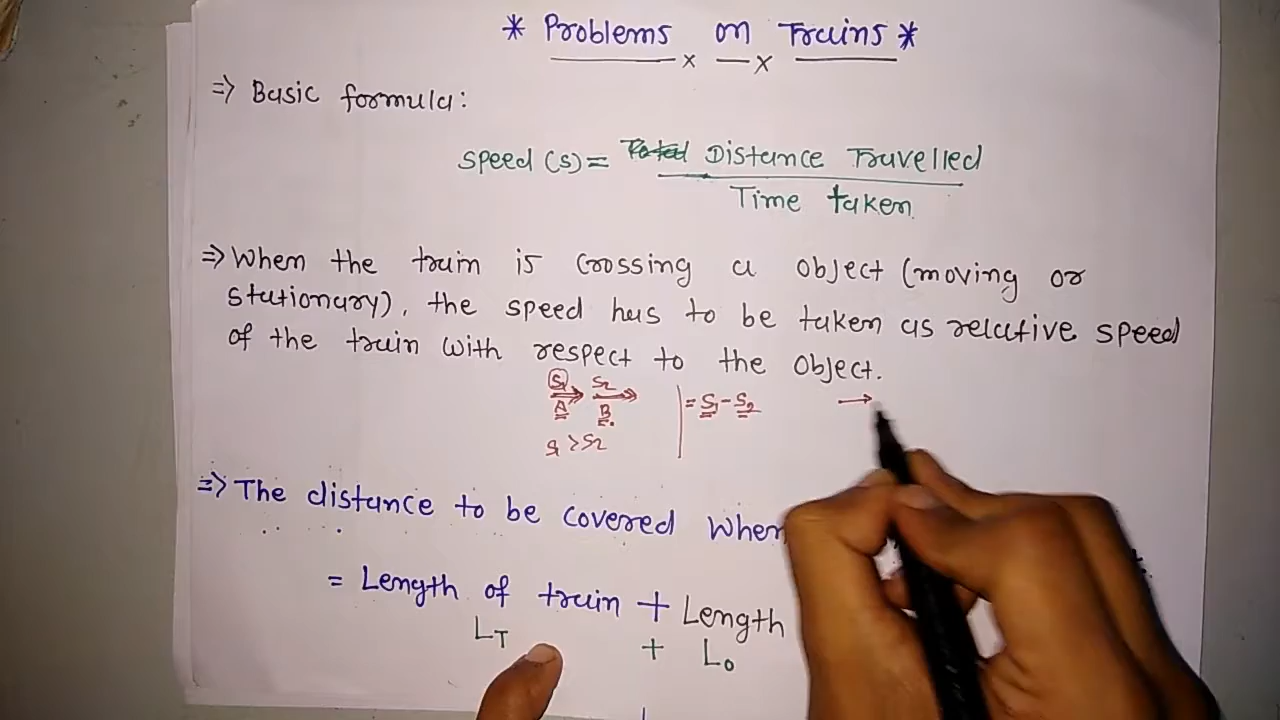 * Problems on Trains *
⇒ Basic formula:
Speed (s) = Total Distance Travelled
Time taken
⇒ When the train is crossing a object (moving or
stationary), the speed has to be taken as relative speed
of the train with respect to the object.
S1 S2 = S1 - S2 →
A B
S1 > S2
⇒ The distance to be covered when
= Length of train + Length
LT + LO